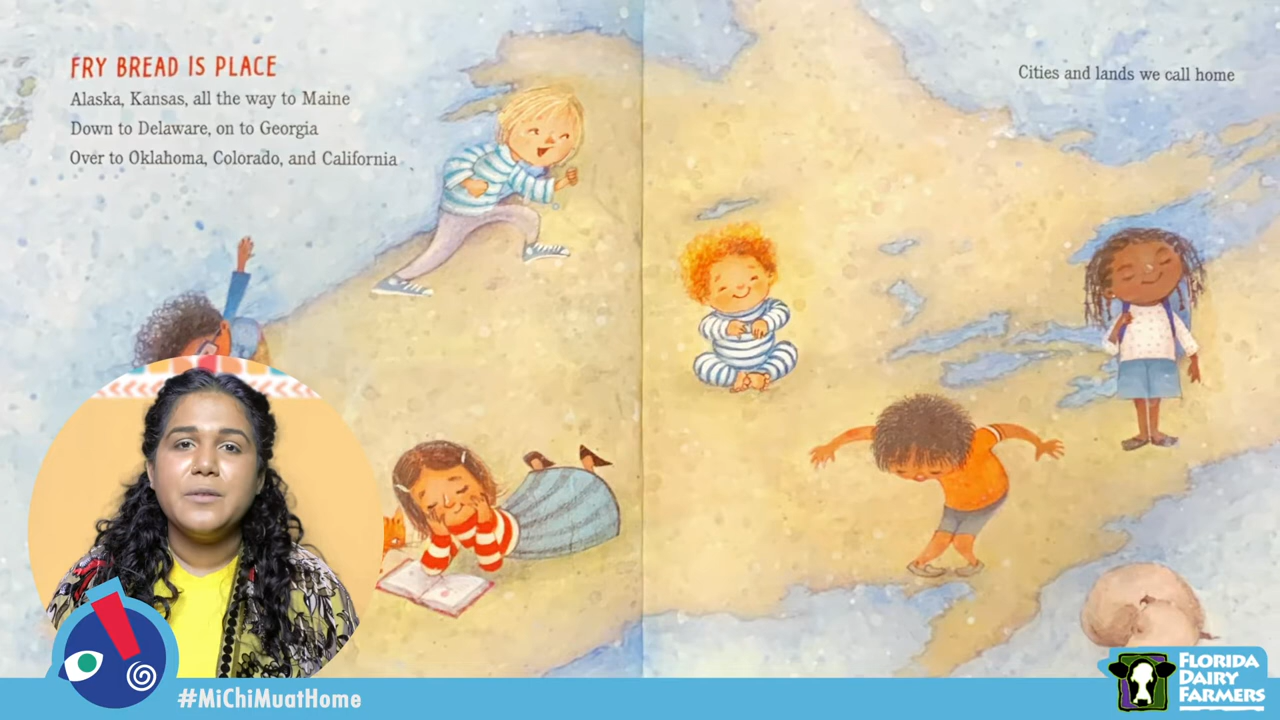 FRY BREAD IS PLACE
Alaska, Kansas, all the way to Maine
Down to Delaware, on to Georgia
Over to Oklahoma, Colorado, and California
Cities and lands we call home
#MiChiMuatHome
FLORIDA
DAIRY
FARMERS